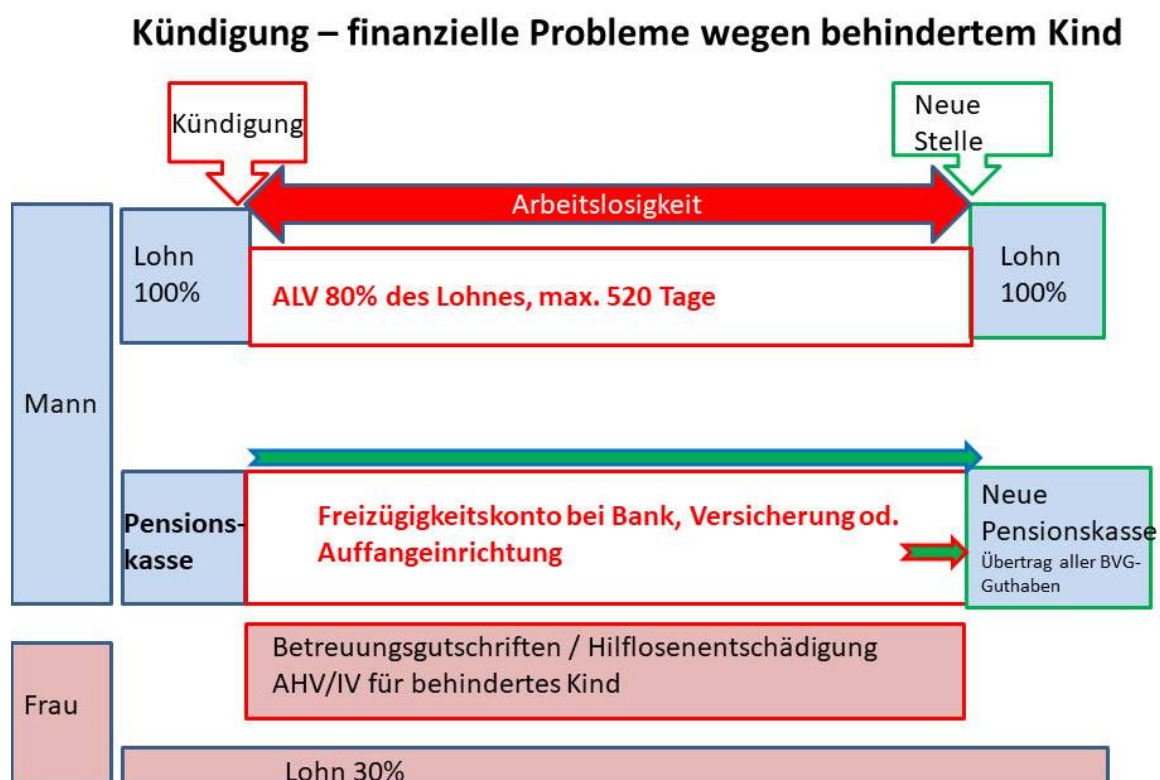 Kündigung – finanzielle Probleme wegen behindertem Kind
Kündigung
Neue
Stelle
Arbeitslosigkeit
Mann
Lohn
100%
ALV 80% des Lohnes, max. 520 Tage
Lohn
100%
Pensions-
kasse
Freizügigkeitskonto bei Bank, Versicherung od.
Auffangeinrichtung
Neue
Pensionskasse
Übertrag aller BVG-
Guthaben
Frau
Betreuungsgutschriften / Hilflosenentschädigung
AHV/IV für behindertes Kind
Lohn 30%